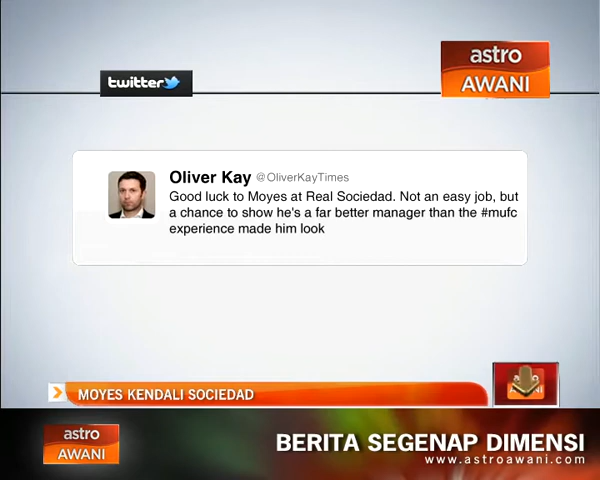 twitter
astro
AWANI
Oliver Kay @OliverKayTimes
Good luck to Moyes at Real Sociedad. Not an easy job, but
a chance to show he's a far better manager than the #mufc
experience made him look
MOYES KENDALI SOCIEDAD
astro
AWANI
BERITA SEGENAP DIMENSI
www.astroawani.com